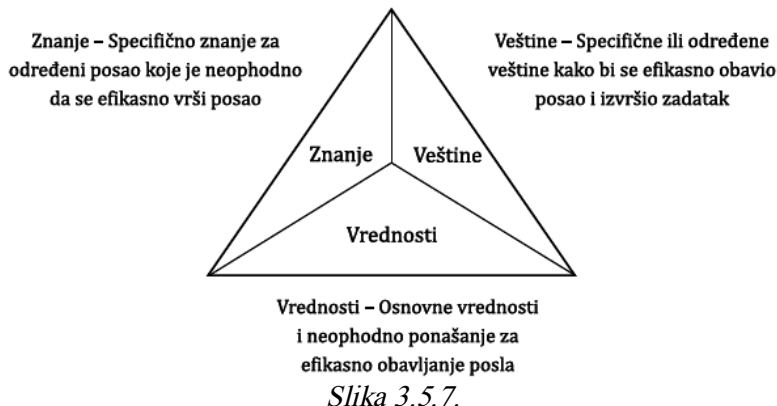 Znanje – Specifično znanje za
određeni posao koje je neophodno
da se efikasno vrši posao
Veštine – Specifične ili određene
veštine kako bi se efikasno obavio
posao i izvršio zadatak
Znanje
Veštine
Vrednosti
Vrednosti – Osnovne vrednosti
i neophodno ponašanje za
efikasno obavljanje posla
Slika 3.5.7.